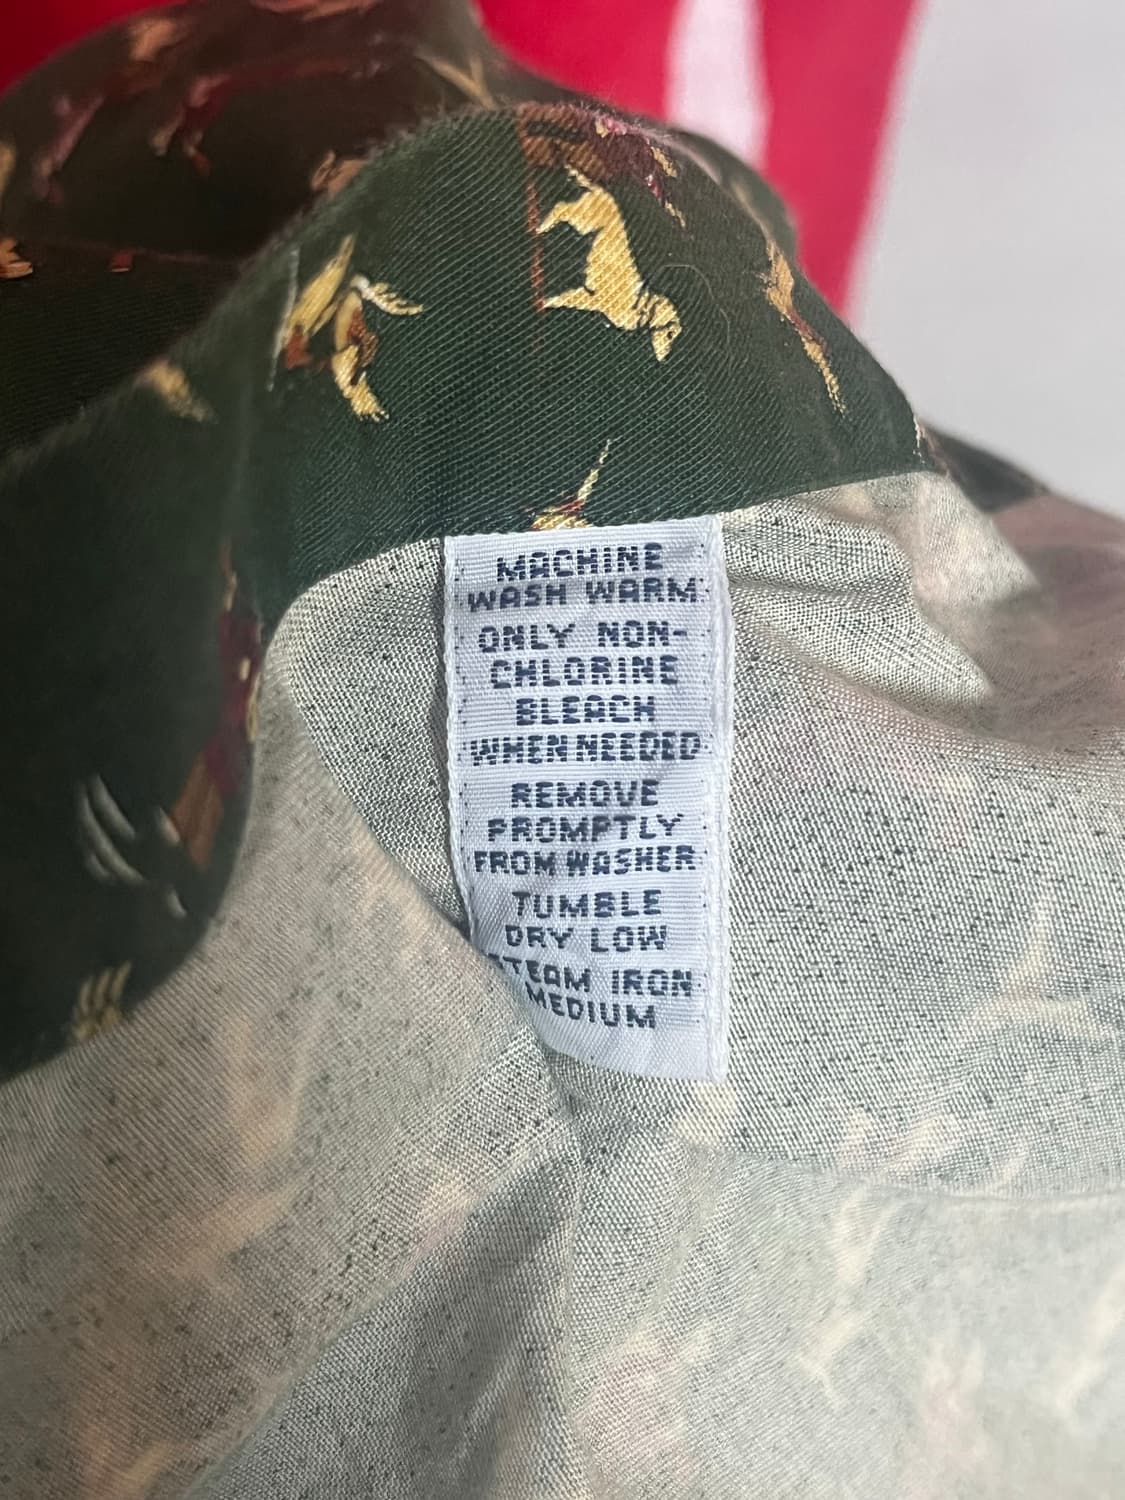 MACHINE
WASH WARM
ONLY NON-
CHLORINE
BLEACH
WHEN NEEDED
REMOVE
PROMPTLY
FROM WASHER
TUMBLE
DRY LOW
STEAM IRON
MEDIUM